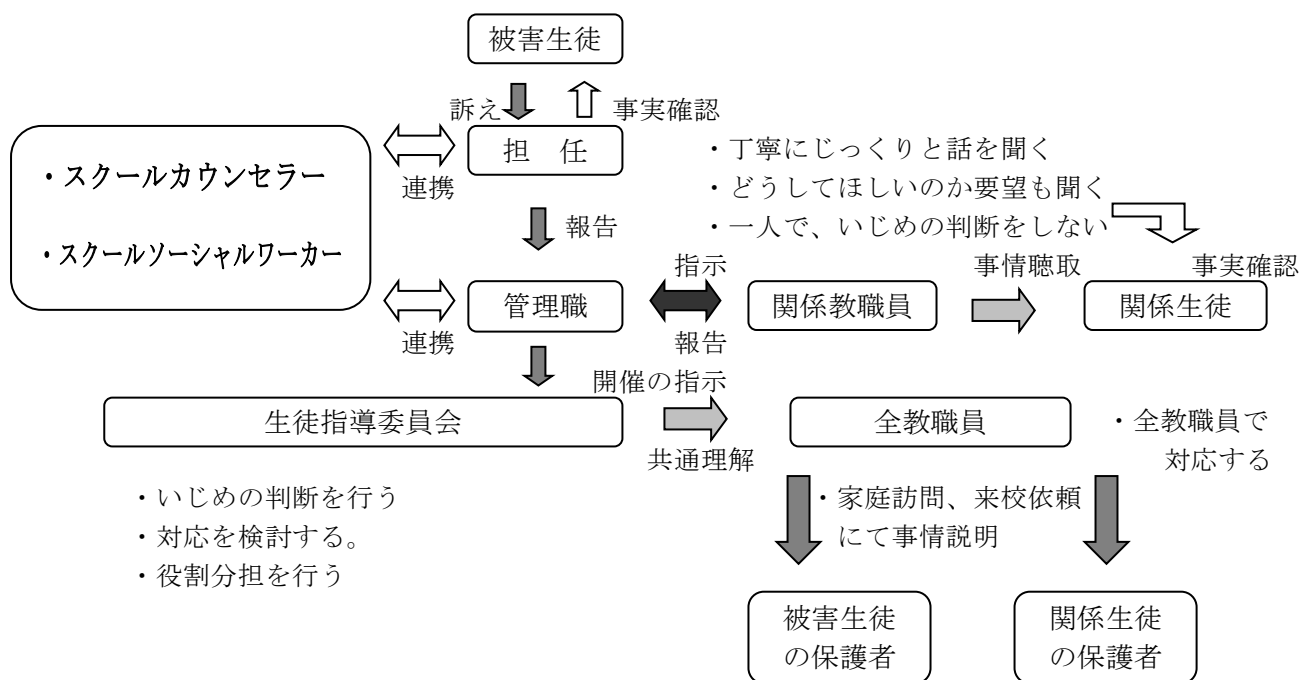 被害生徒
訴え
事実確認
担 任
・スクールカウンセラー
・スクールソーシャルワーカー
連携
・丁寧にじっくりと話を聞く
・どうしてほしいのか要望も聞く
・一人で、いじめの判断をしない
報告
指示
事情聴取
事実確認
管理職
関係教職員
関係生徒
連携
報告
開催の指示
生徒指導委員会
全教職員
・全教職員で
対応する
共通理解
・いじめの判断を行う
・対応を検討する。
・役割分担を行う
・家庭訪問、来校依頼
にて事情説明
被害生徒
の保護者
関係生徒
の保護者